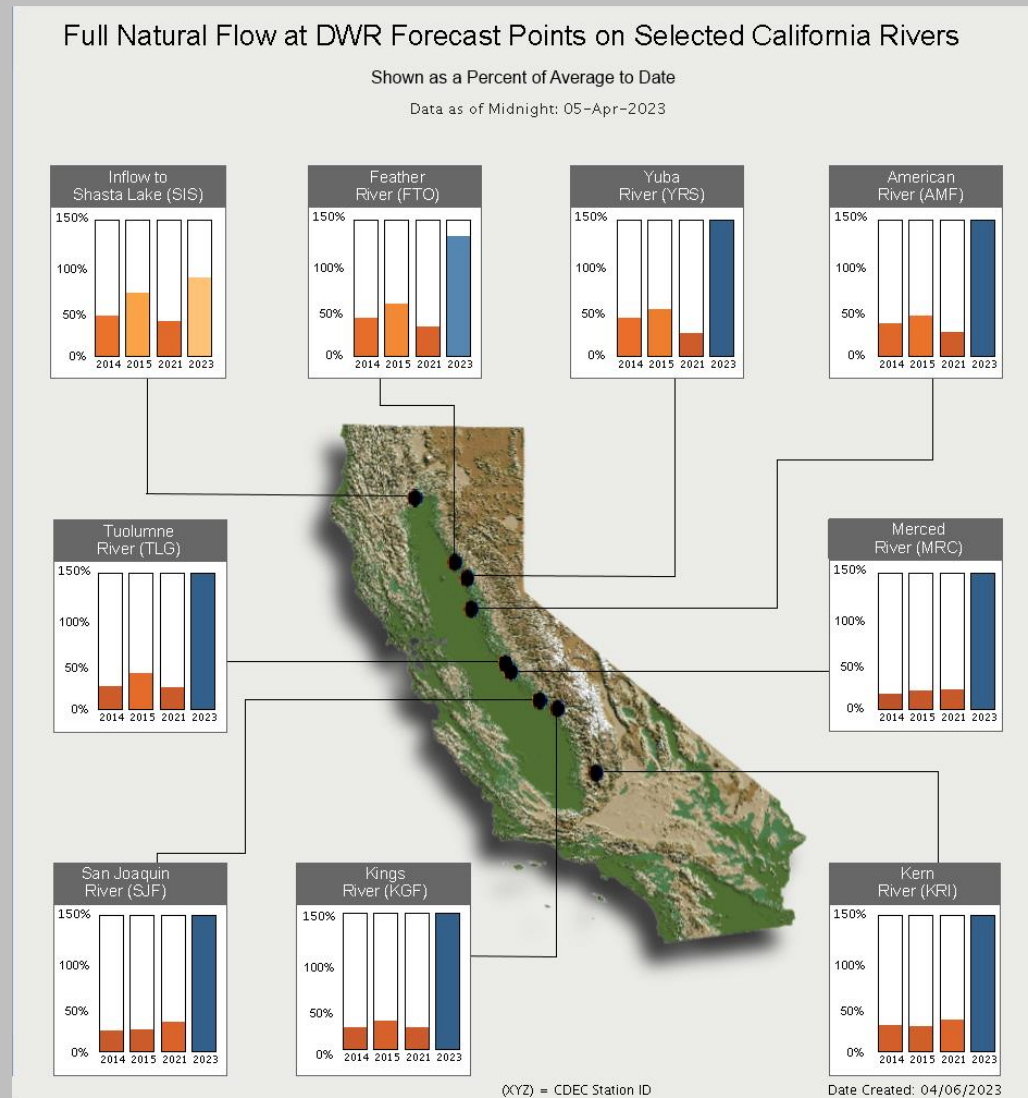 Full Natural Flow at DWR Forecast Points on Selected California Rivers
Shown as a Percent of Average to Date
Data as of Midnight: 05-Apr-2023
Inflow to
Shasta Lake (SIS)
150%
100%
50%
0%
2014 2015 2021 2023
Feather
River (FTO)
150%
100%
50%
0%
2014 2015 2021 2023
Yuba
River (YRS)
150%
100%
50%
0%
2014 2015 2021 2023
American
River (AMF)
150%
100%
50%
0%
2014 2015 2021 2023
Tuolumne
River (TLG)
150%
100%
50%
0%
2014 2015 2021 2023
Merced
River (MRC)
150%
100%
50%
0%
2014 2015 2021 2023
San Joaquin
River (SJF)
150%
100%
50%
0%
2014 2015 2021 2023
Kings
River (KGF)
150%
100%
50%
0%
2014 2015 2021 2023
Kern
River (KRI)
150%
100%
50%
0%
2014 2015 2021 2023
(XYZ) = CDEC Station ID
Date Created: 04/06/2023